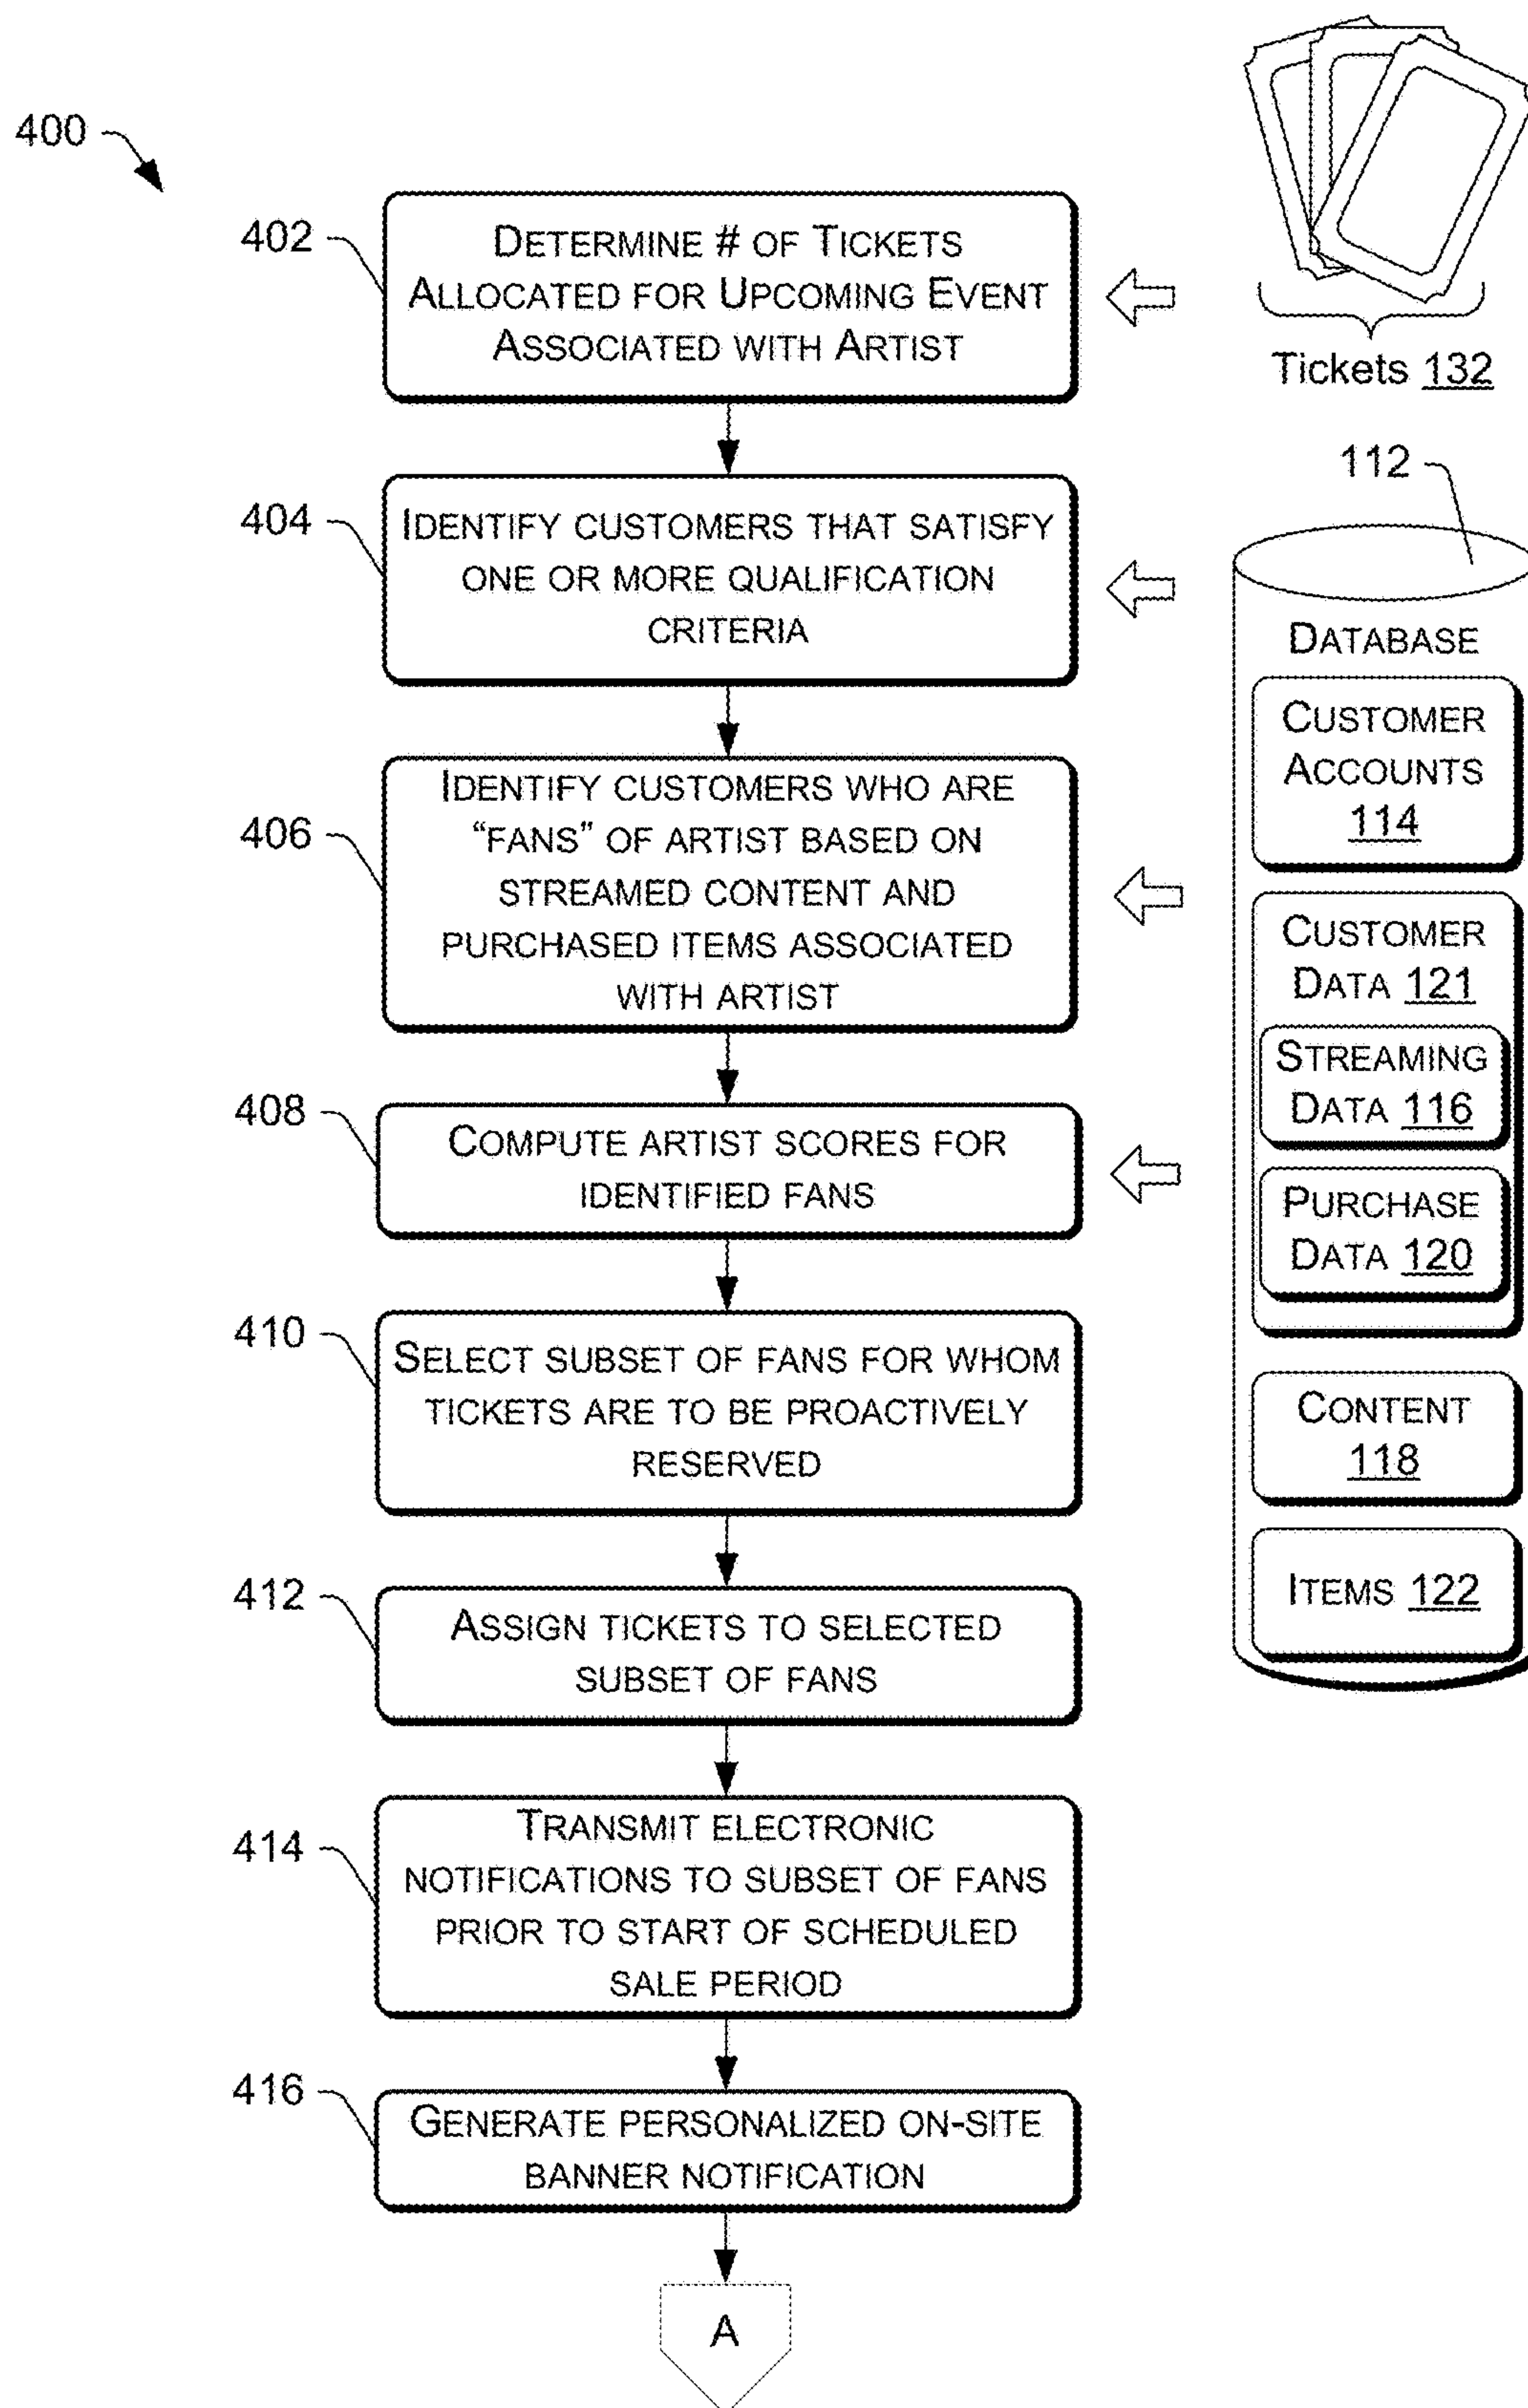 400
402
DETERMINE # OF TICKETS
ALLOCATED FOR UPCOMING EVENT
ASSOCIATED WITH ARTIST
Tickets 132
404
IDENTIFY CUSTOMERS THAT SATISFY
ONE OR MORE QUALIFICATION
CRITERIA
406
IDENTIFY CUSTOMERS WHO ARE
“FANS” OF ARTIST BASED ON
STREAMED CONTENT AND
PURCHASED ITEMS ASSOCIATED
WITH ARTIST
408
COMPUTE ARTIST SCORES FOR
IDENTIFIED FANS
410
SELECT SUBSET OF FANS FOR WHOM
TICKETS ARE TO BE PROACTIVELY
RESERVED
412
ASSIGN TICKETS TO SELECTED
SUBSET OF FANS
414
TRANSMIT ELECTRONIC
NOTIFICATIONS TO SUBSET OF FANS
PRIOR TO START OF SCHEDULED
SALE PERIOD
416
GENERATE PERSONALIZED ON-SITE
BANNER NOTIFICATION
A
112
DATABASE
CUSTOMER
ACCOUNTS
114
CUSTOMER
DATA 121
STREAMING
DATA 116
PURCHASE
DATA 120
CONTENT
118
ITEMS 122